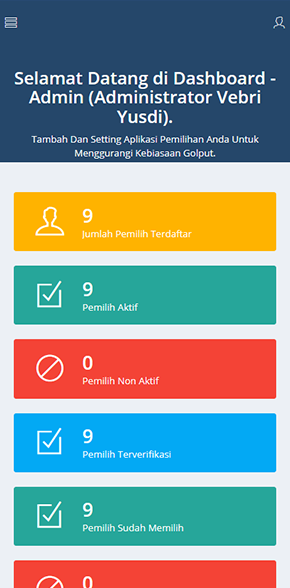 Selamat Datang di Dashboard -
Admin (Administrator Vebri
Yusdi).
Tambah Dan Setting Aplikasi Pemilihan Anda Untuk
Menggurangi Kebiasaan Golput.
9
Jumlah Pemilih Terdaftar
9
Pemilih Aktif
0
Pemilih Non Aktif
9
Pemilih Terverifikasi
9
Pemilih Sudah Memilih
0